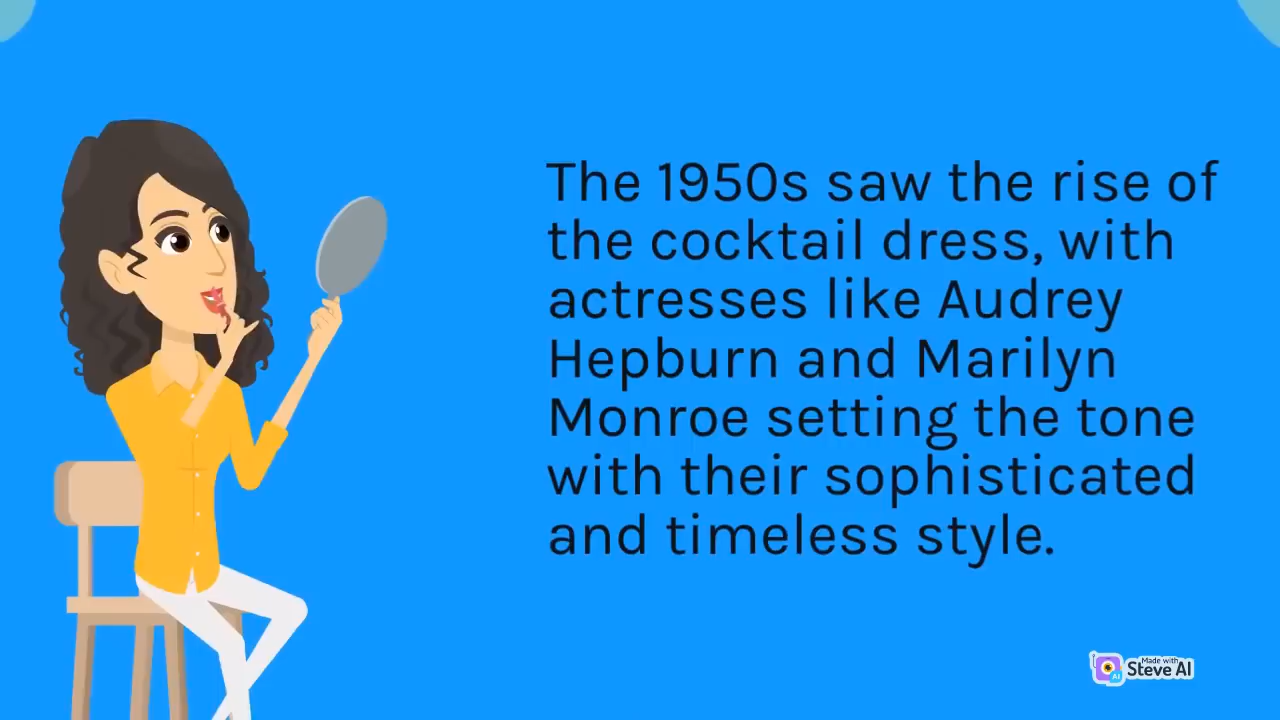 The 1950s saw the rise of
the cocktail dress, with
actresses like Audrey
Hepburn and Marilyn
Monroe setting the tone
with their sophisticated
and timeless style.
Made with
Steve AI
AI